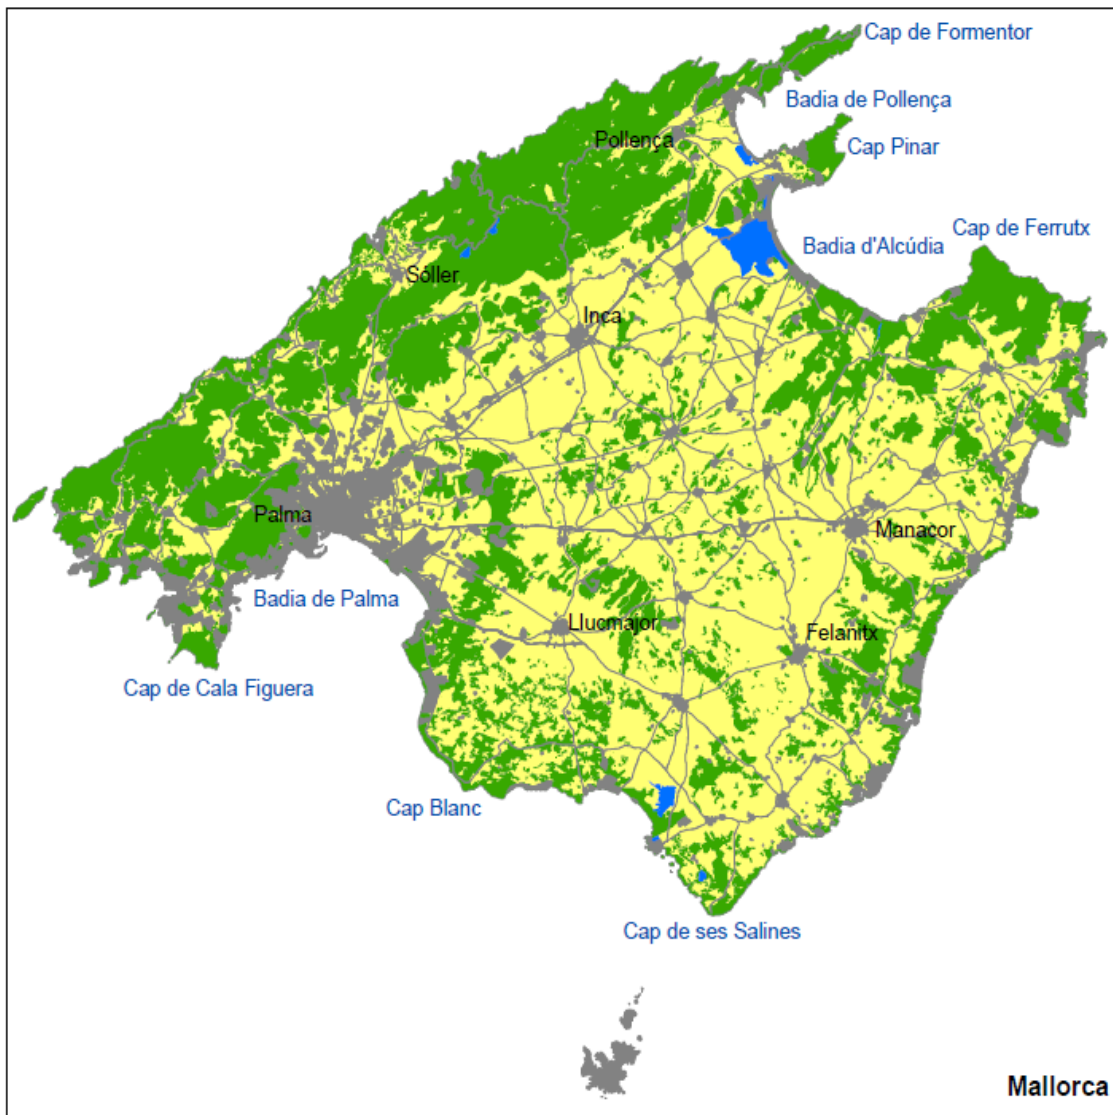 Cap de Formentor
Badia de Pollença
Pollença
Cap Pinar
Cap de Ferrutx
Badia d'Alcúdia
Sóller
Inca
Palma
Manacor
Badia de Palma
Llucmajor
Felanitx
Cap de Cala Figuera
Cap Blanc
Cap de ses Salines
Mallorca